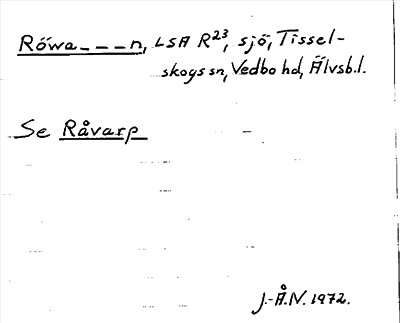 Röwa---n, LSA R23, sjö, Tissel-
skogs sn, Vedbo hd, Älvsb.l.
Se Råvarp
J.-Å.N. 1972.